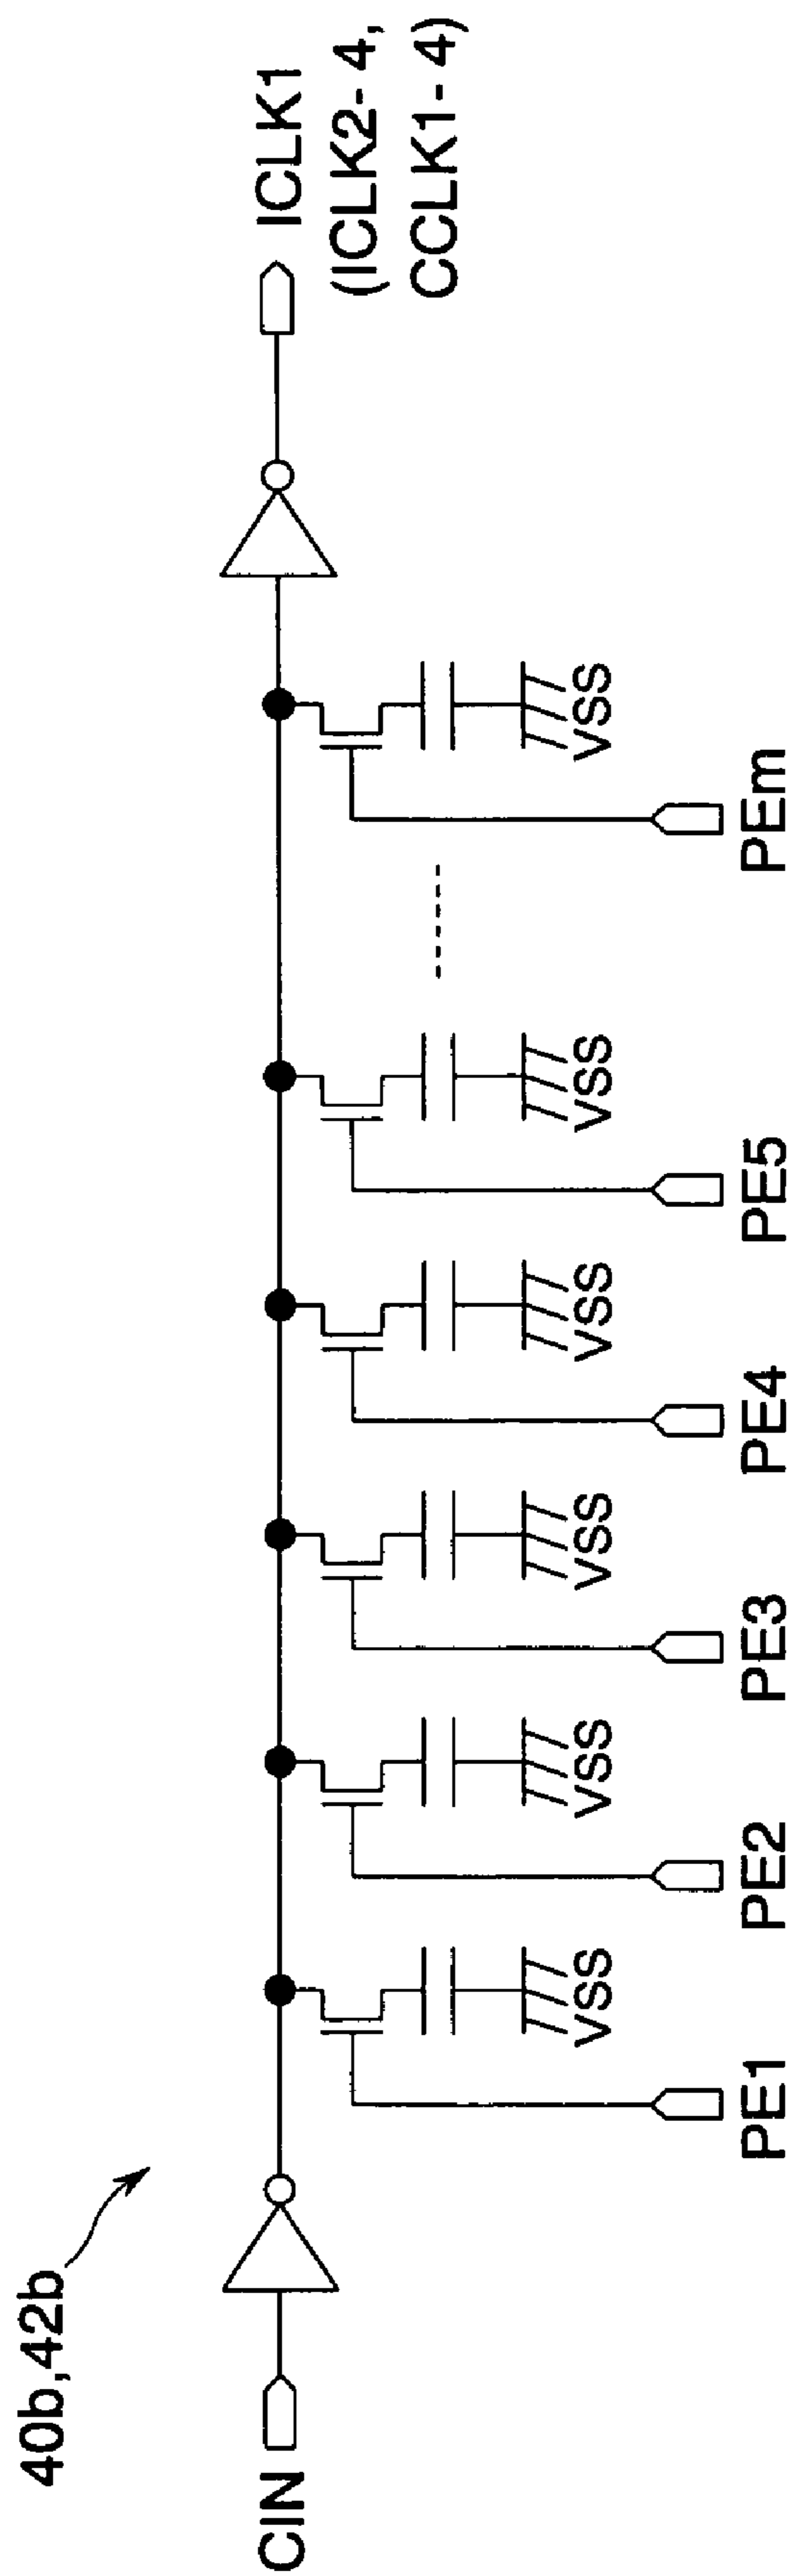 40b,42b
CIN
ICLK1
(ICLK2-4,
CCLK1-4)
VSS
VSS
VSS
VSS
VSS
VSS
PE1
PE2
PE3
PE4
PE5
PEm